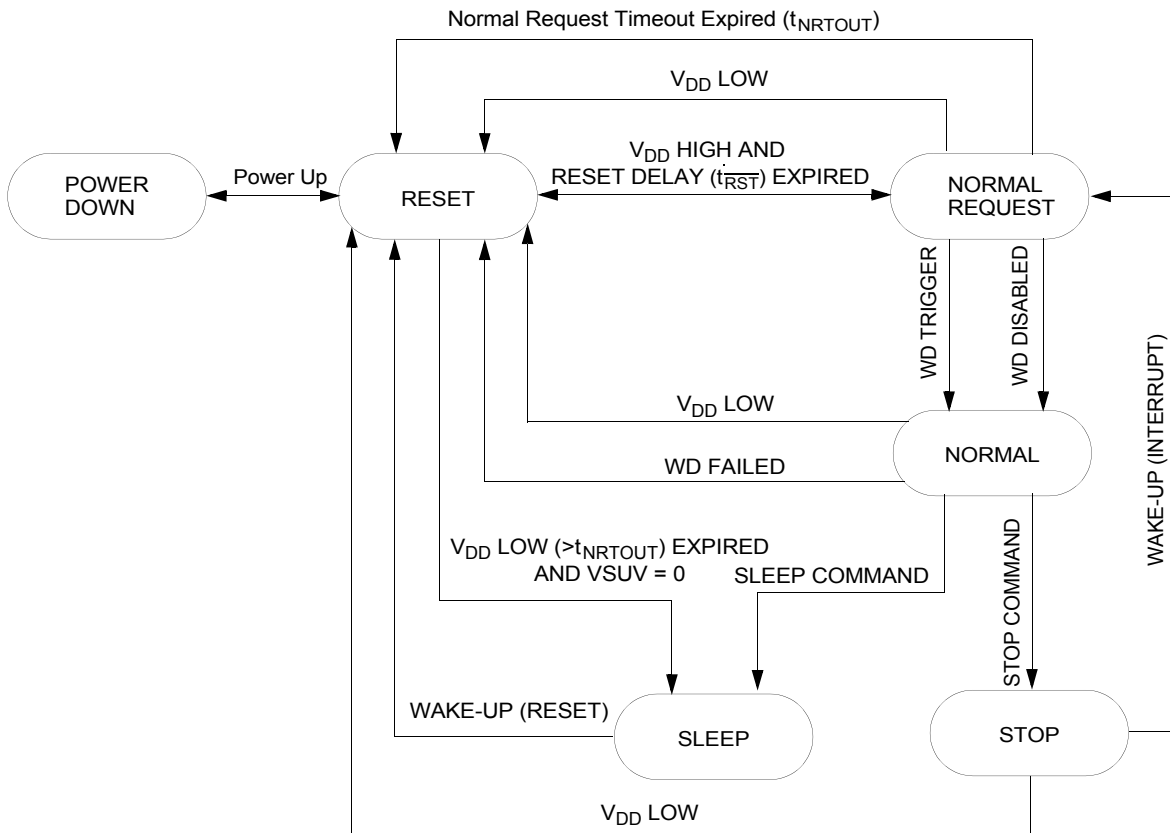 Normal Request Timeout Expired (tNRTOUT)
VDD LOW
VDD HIGH AND
RESET DELAY (tRST) EXPIRED
Power Up
POWER
DOWN
RESET
NORMAL
REQUEST
WD TRIGGER
WD DISABLED
WAKE-UP (INTERRUPT)
VDD LOW
NORMAL
WD FAILED
VDD LOW (>tNRTOUT) EXPIRED
AND VSUV = 0
SLEEP COMMAND
STOP COMMAND
WAKE-UP (RESET)
SLEEP
STOP
VDD LOW